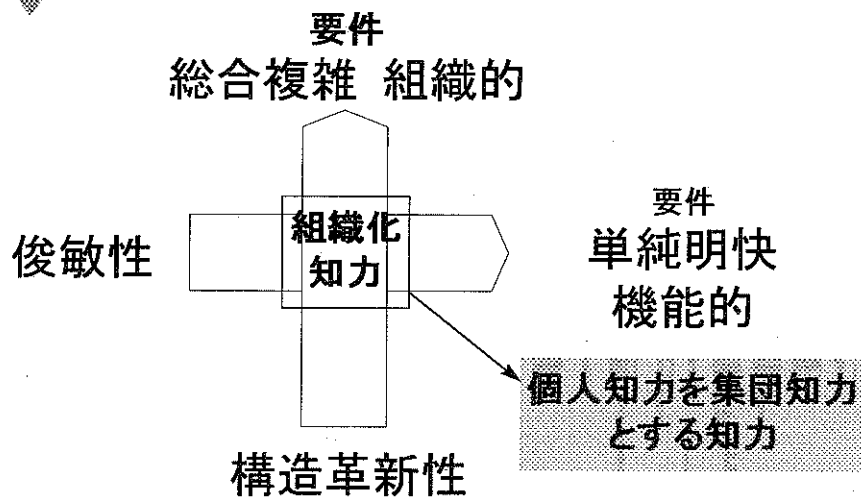 要件
総合複雑 組織的
俊敏性
組織化
知力
要件
単純明快
機能的
個人知力を集団知力
とする知力
構造革新性